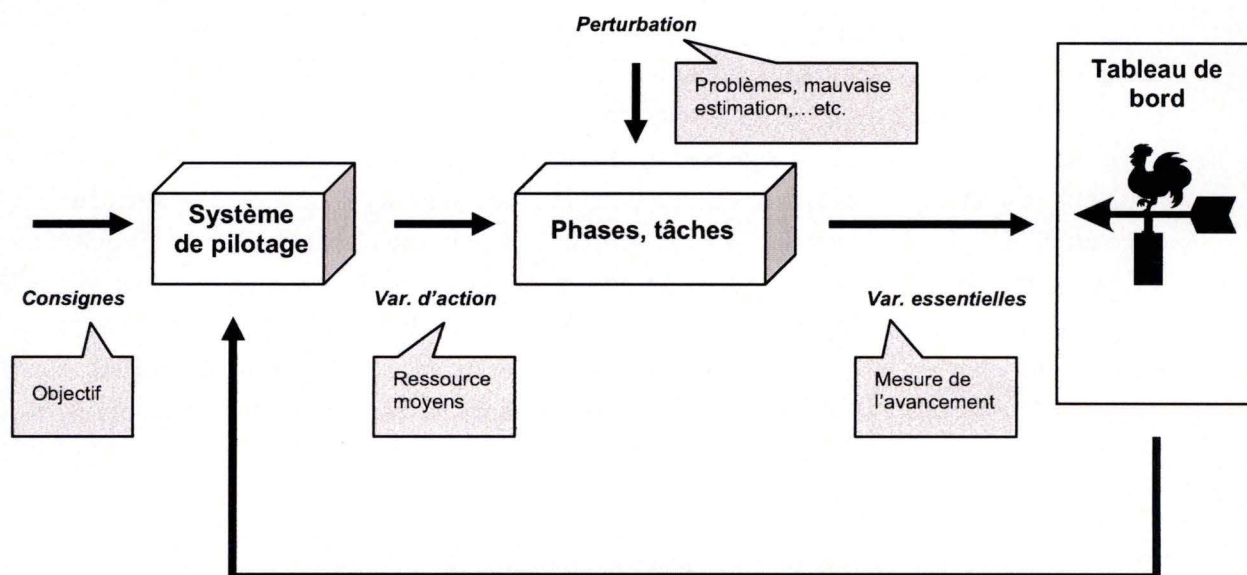 Perturbation
Problèmes, mauvaise
estimation,…etc.
Tableau de
bord
Système
de pilotage
Phases, tâches
Consignes
Var. d'action
Var. essentielles
Objectif
Ressource
moyens
Mesure de
l'avancement